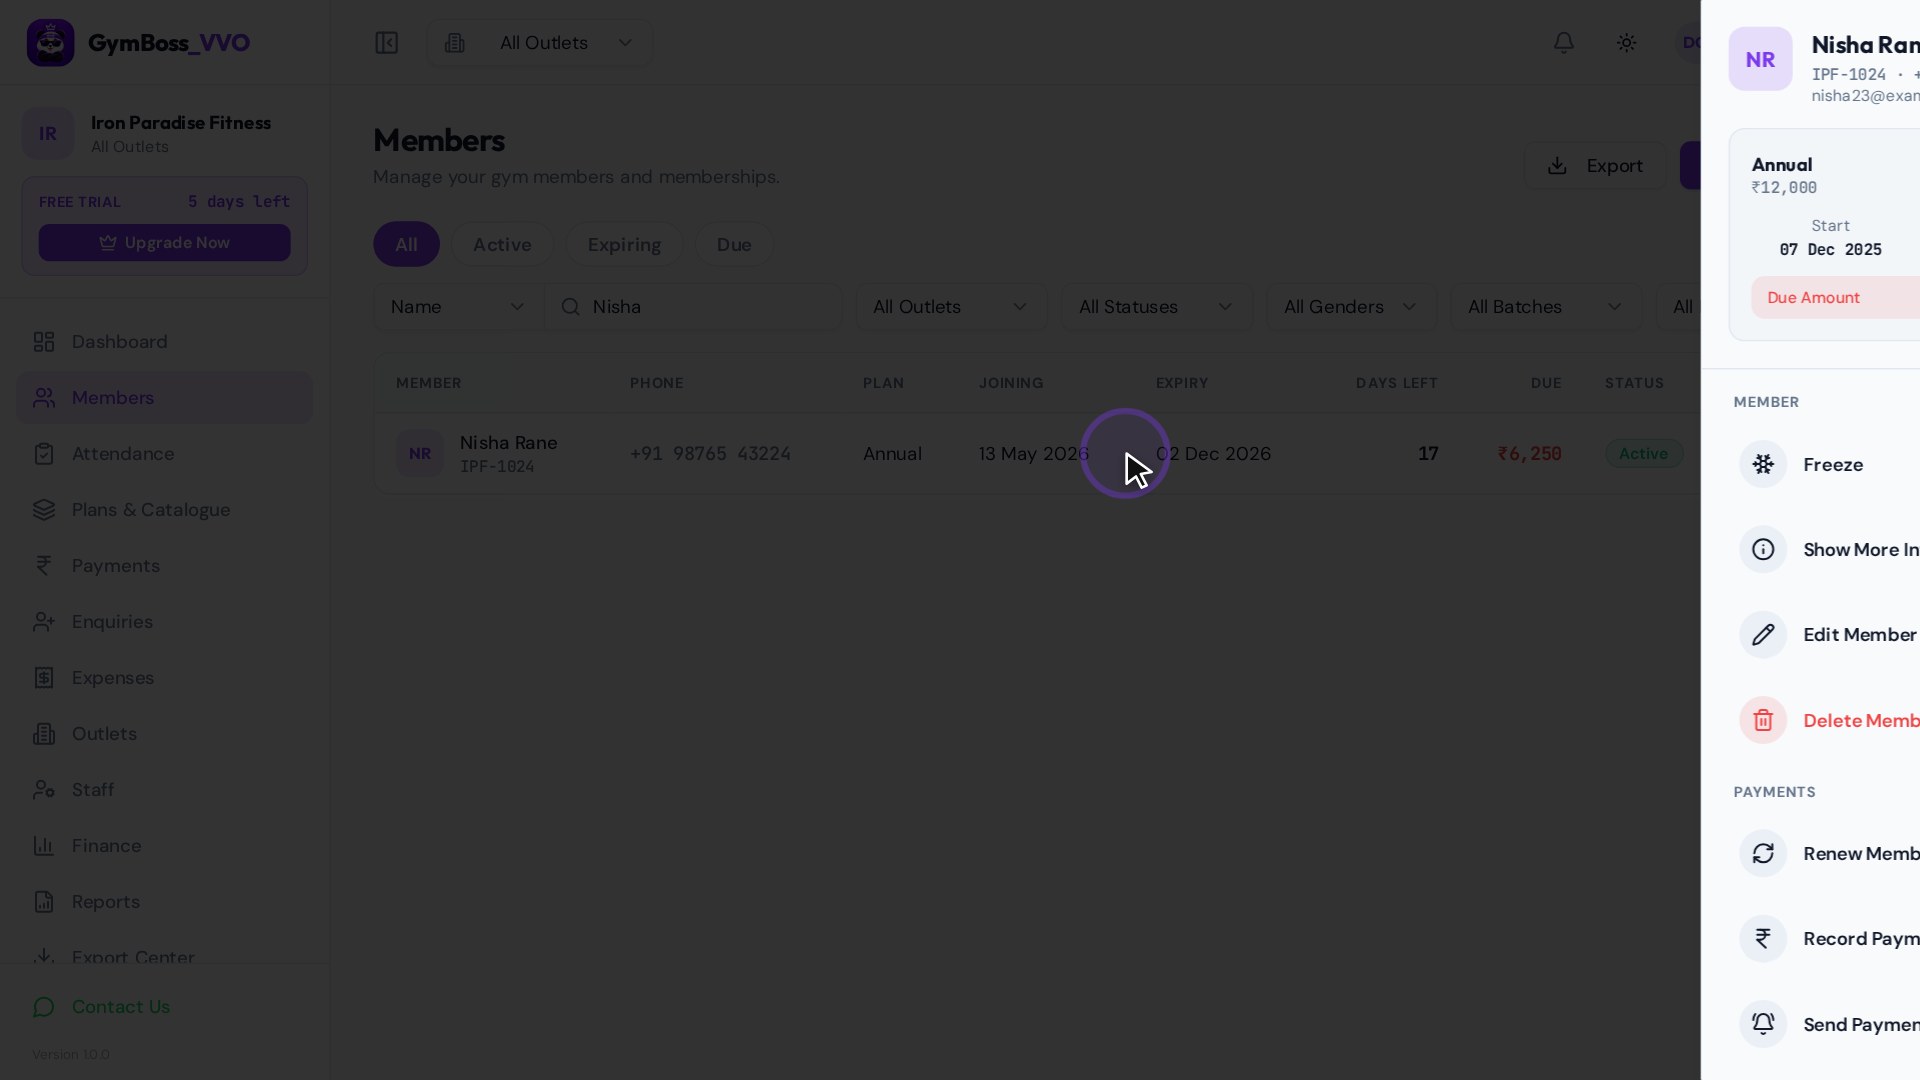 GymBoss_VVO
IR
Iron Paradise Fitness
All Outlets
FREE TRIAL
5 days left
Upgrade Now
Dashboard
Members
Attendance
Plans & Catalogue
Payments
Enquiries
Expenses
Outlets
Staff
Finance
Reports
Export Center
Contact Us
Version 1.0.0
All Outlets
Members
Manage your gym members and memberships.
Export
All
Active
Expiring
Due
Name
Nisha
All Outlets
All Statuses
All Genders
All Batches
All
MEMBER PHONE PLAN JOINING EXPIRY DAYS LEFT DUE STATUS
NR Nisha Rane +91 98765 43224 Annual 13 May 2026 02 Dec 2026 17 ₹6,250 Active
IPF-1024
NR
Nisha Ran
IPF-1024 · +
nisha23@exam
Annual
₹12,000
Start
07 Dec 2025
Due Amount
MEMBER
Freeze
Show More In
Edit Member
Delete Memb
PAYMENTS
Renew Memb
Record Paym
Send Paymen